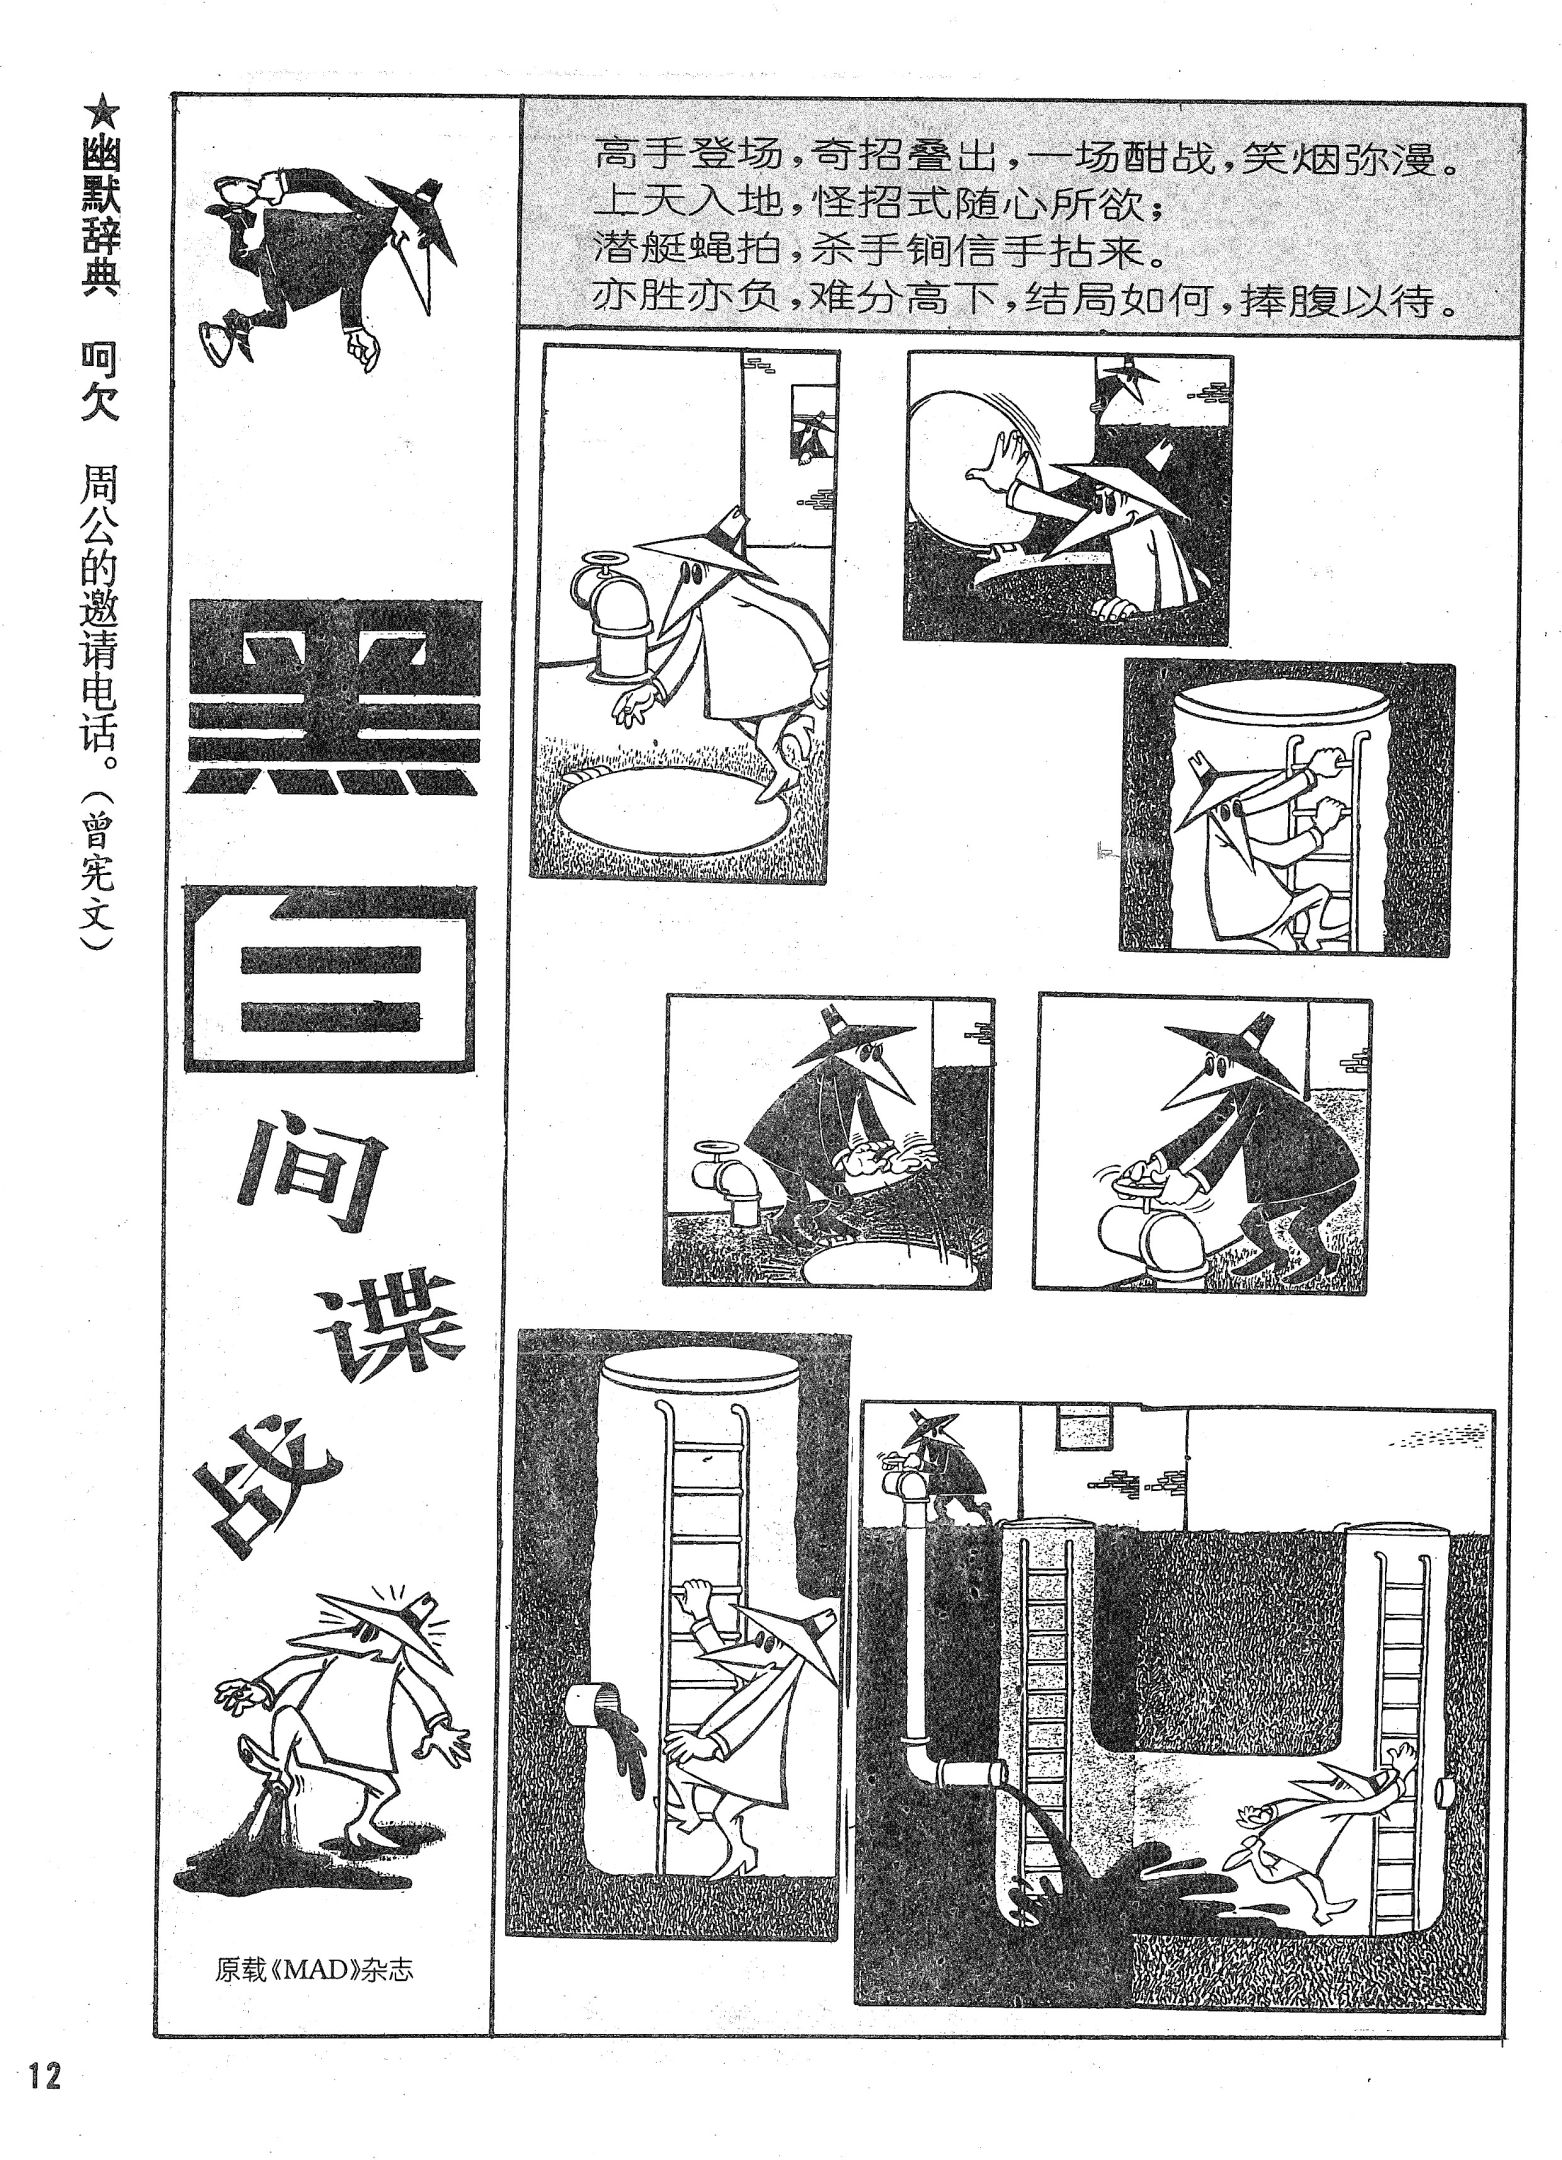 ★幽默辞典 呵欠 周公的邀请电话。(曾宪文)
高手登场,奇招叠出,一场酣战,笑烟弥漫。
上天入地,怪招式随心所欲;
潜艇蝇拍,杀手锏信手拈来。
亦胜亦负,难分高下,结局如何,捧腹以待。
黑白间谍战
原载《MAD》杂志
12